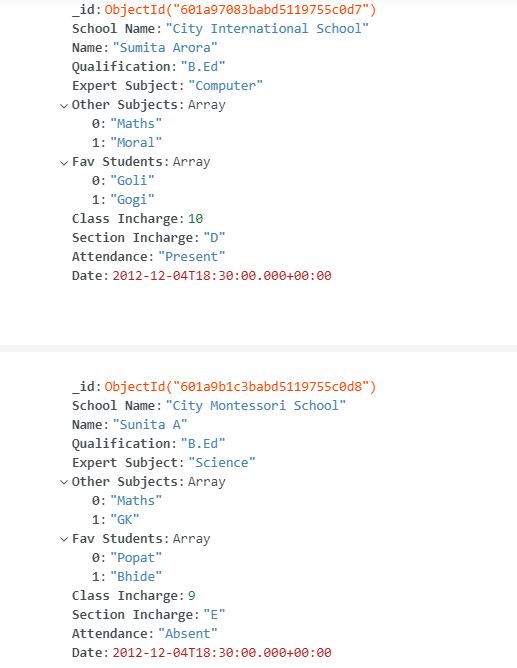 _id: ObjectId("601a97083babd5119755c0d7")
School Name: "City International School"
Name: "Sumita Arora"
Qualification: "B.Ed"
Expert Subject: "Computer"
Other Subjects: Array
0: "Maths"
1: "Moral"
Fav Students: Array
0: "Goli"
1: "Gogi"
Class Incharge: 10
Section Incharge: "D"
Attendance: "Present"
Date: 2012-12-04T18:30:00.000+00:00
_id: ObjectId("601a9b1c3babd5119755c0d8")
School Name: "City Montessori School"
Name: "Sunita A"
Qualification: "B.Ed"
Expert Subject: "Science"
Other Subjects: Array
0: "Maths"
1: "GK"
Fav Students: Array
0: "Popat"
1: "Bhide"
Class Incharge: 9
Section Incharge: "E"
Attendance: "Absent"
Date: 2012-12-04T18:30:00.000+00:00